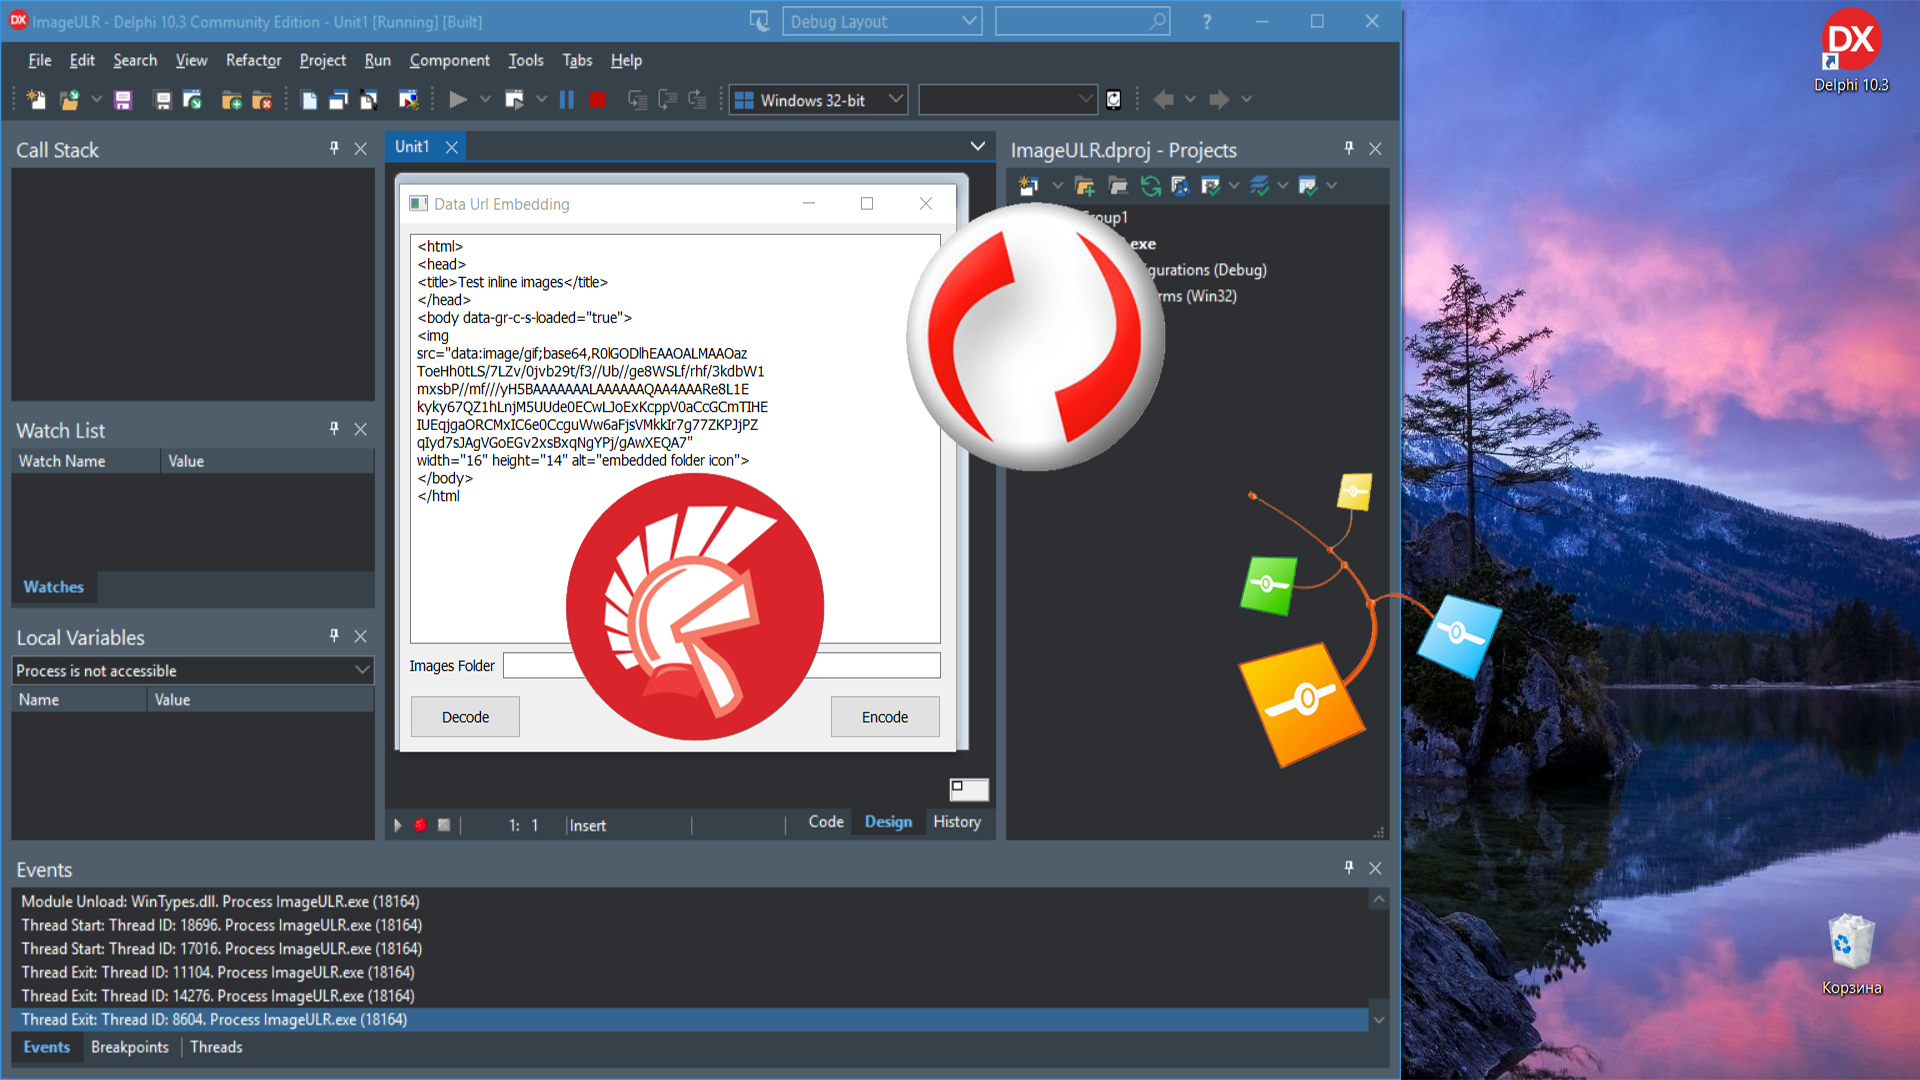 DX ImageULR - Delphi 10.3 Community Edition - Unit1 [Running] [Built]
Debug Layout
?
File Edit Search View Refactor Project Run Component Tools Tabs Help
Windows 32-bit
Call Stack
Watch List
Watch Name Value
Watches
Local Variables
Process is not accessible
Name Value
Unit1
Data Url Embedding
<html>
<head>
<title>Test inline images</title>
</head>
<body data-gr-c-s-loaded="true">
<img
src="data:image/gif;base64,R0lGODlhEAAOALMAAOaz
ToeHh0tLS/7LZv/0jvb29t/f3//Ub//ge8WSLf/rhf/3kdbW1
mxsbP//mf///yH5BAAAAAAALAAAAAAQAA4AAARe8L1E
kyky67QZ1hLnjM5UUde0ECwLJoExKcppV0aCcGCmTIHE
IUEqjgaORCMxIC6e0CcguWw6aFjsVMkkIr7g77ZKPJjPZ
qIyd7sJAgVGoEGv2xsBxqNgYPj/gAwXEQA7"
width="16" height="14" alt="embedded folder icon">
</body>
</html
Images Folder
Decode Encode
1: 1 Insert
Code Design History
ImageULR.dproj - Projects
roup1
.exe
gurations (Debug)
rms (Win32)
Events
Module Unload: WinTypes.dll. Process ImageULR.exe (18164)
Thread Start: Thread ID: 18696. Process ImageULR.exe (18164)
Thread Start: Thread ID: 17016. Process ImageULR.exe (18164)
Thread Exit: Thread ID: 11104. Process ImageULR.exe (18164)
Thread Exit: Thread ID: 14276. Process ImageULR.exe (18164)
Thread Exit: Thread ID: 8604. Process ImageULR.exe (18164)
Events Breakpoints Threads
DX
Delphi 10.3
Корзина